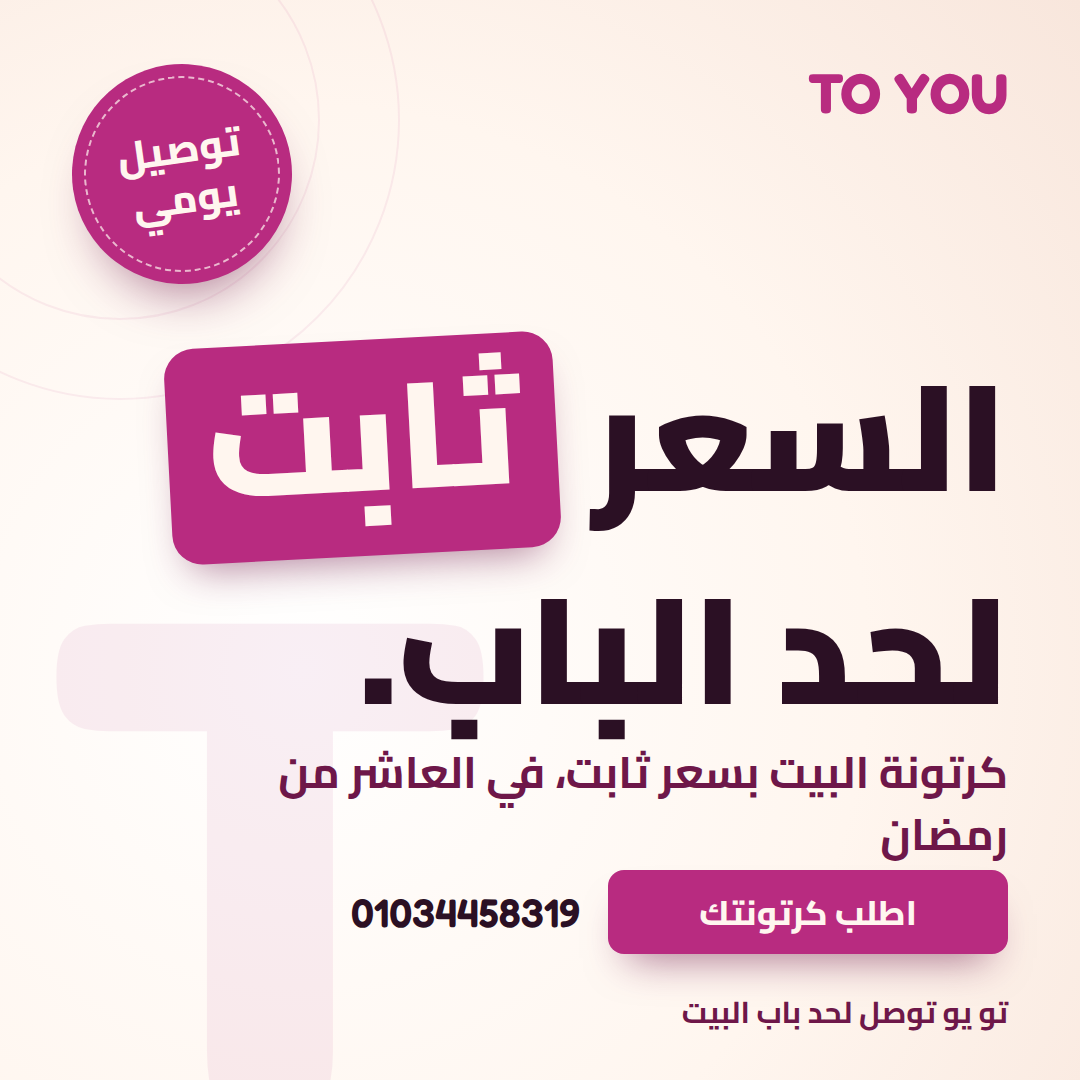 TO YOU
توصيل
يومي
السعر ثابت
لحد الباب.
كرتونة البيت بسعر ثابت، في العاشر من
رمضان
اطلب كرتونتك
01034458319
تو يو توصل لحد باب البيت